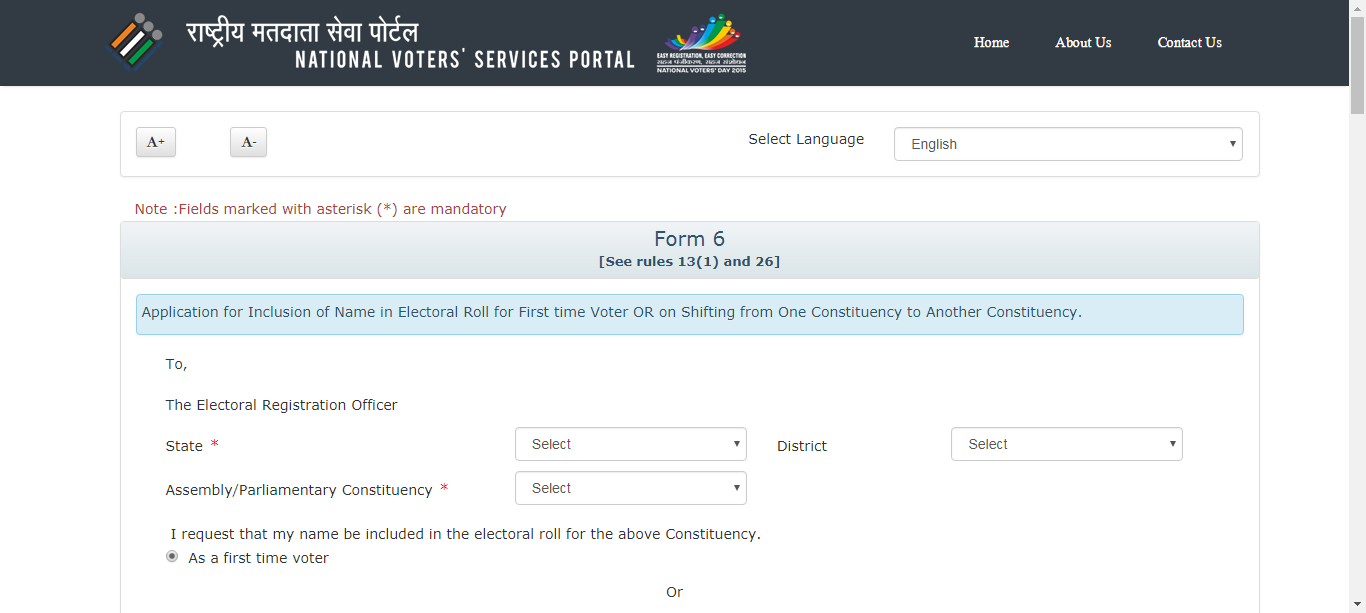 राष्ट्रीय मतदाता सेवा पोर्टल
NATIONAL VOTERS' SERVICES PORTAL
EASY REGISTRATION, EASY CORRECTION
NATIONAL VOTERS' DAY 2015
Home About Us Contact Us
A+ A- Select Language English
Note :Fields marked with asterisk (*) are mandatory
Form 6
[See rules 13(1) and 26]
Application for Inclusion of Name in Electoral Roll for First time Voter OR on Shifting from One Constituency to Another Constituency.
To,
The Electoral Registration Officer
State * Select District Select
Assembly/Parliamentary Constituency * Select
I request that my name be included in the electoral roll for the above Constituency.
As a first time voter
Or